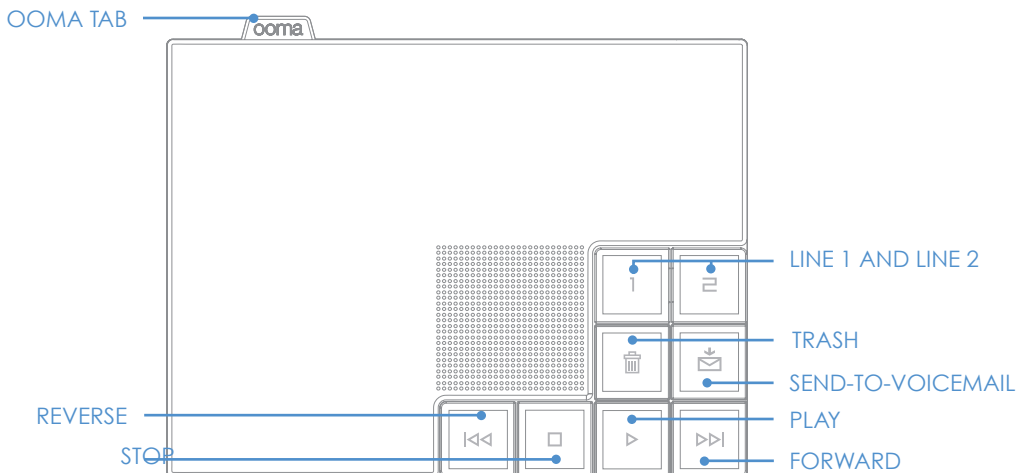 OOMA TAB
ooma
LINE 1 AND LINE 2
1 2
TRASH
SEND-TO-VOICEMAIL
REVERSE
PLAY
STOP
FORWARD